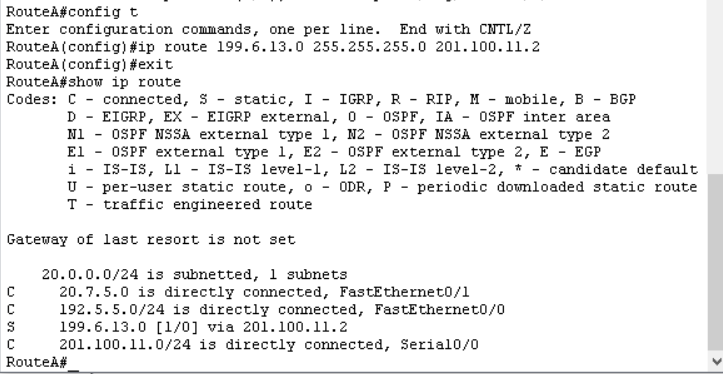 RouteA#config t
Enter configuration commands, one per line.  End with CNTL/Z
RouteA(config)#ip route 199.6.13.0 255.255.255.0 201.100.11.2
RouteA(config)#exit
RouteA#show ip route
Codes: C - connected, S - static, I - IGRP, R - RIP, M - mobile, B - BGP
       D - EIGRP, EX - EIGRP external, O - OSPF, IA - OSPF inter area
       N1 - OSPF NSSA external type 1, N2 - OSPF NSSA external type 2
       E1 - OSPF external type 1, E2 - OSPF external type 2, E - EGP
       i - IS-IS, L1 - IS-IS level-1, L2 - IS-IS level-2, * - candidate default
       U - per-user static route, o - ODR, P - periodic downloaded static route
       T - traffic engineered route
Gateway of last resort is not set
     20.0.0.0/24 is subnetted, 1 subnets
C      20.7.5.0 is directly connected, FastEthernet0/1
C      192.5.5.0/24 is directly connected, FastEthernet0/0
S      199.6.13.0 [1/0] via 201.100.11.2
C      201.100.11.0/24 is directly connected, Serial0/0
RouteA#_